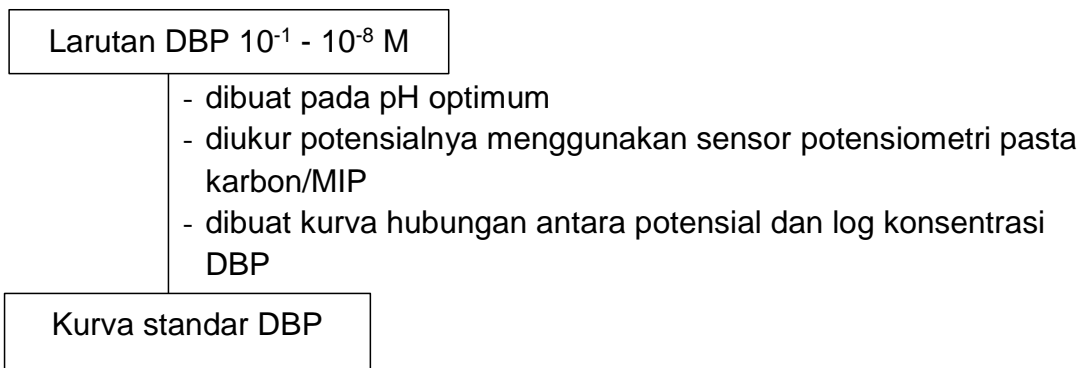 Larutan DBP 10⁻¹ - 10⁻⁸ M
- dibuat pada pH optimum
- diukur potensialnya menggunakan sensor potensiometri pasta
karbon/MIP
- dibuat kurva hubungan antara potensial dan log konsentrasi
DBP
Kurva standar DBP